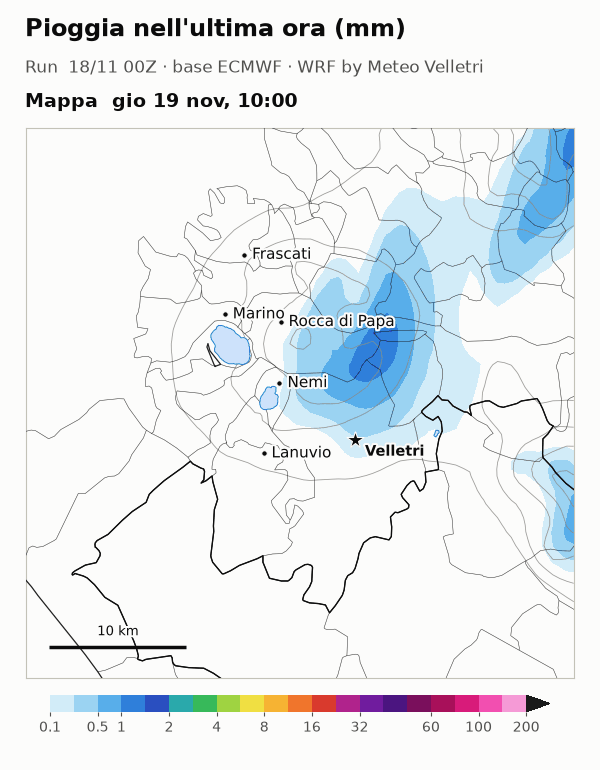 Pioggia nell'ultima ora (mm)
Run  18/11 00Z · base ECMWF · WRF by Meteo Velletri
Mappa  gio 19 nov, 10:00
Frascati
Marino
Rocca di Papa
Nemi
Velletri
Lanuvio
10 km
0.1 0.5 1 2 4 8 16 32 60 100 200